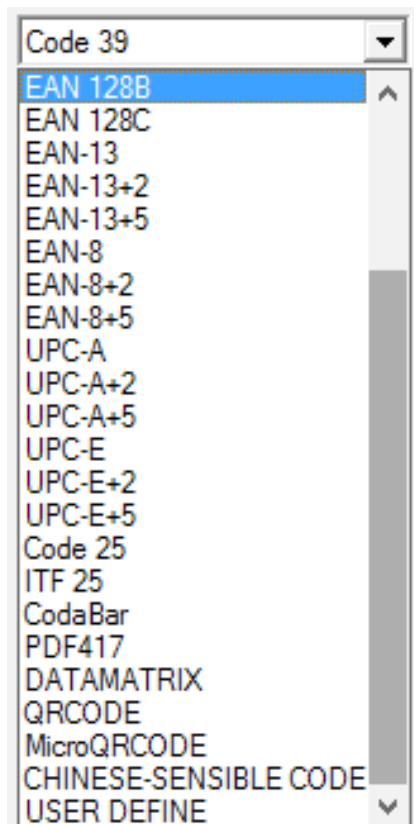 Code 39
EAN 128B
EAN 128C
EAN-13
EAN-13+2
EAN-13+5
EAN-8
EAN-8+2
EAN-8+5
UPC-A
UPC-A+2
UPC-A+5
UPC-E
UPC-E+2
UPC-E+5
Code 25
ITF 25
CodaBar
PDF417
DATAMATRIX
QRCODE
MicroQRCODE
CHINESE-SENSIBLE CODE
USER DEFINE